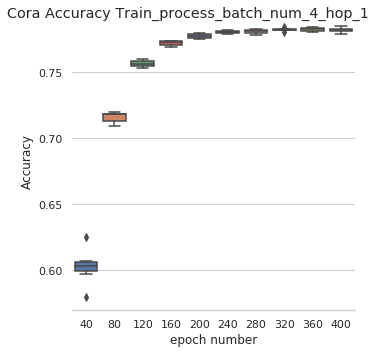 Cora Accuracy Train_process_batch_num_4_hop_1
0.75
0.70
0.65
0.60
Accuracy
40 80 120 160 200 240 280 320 360 400
epoch number